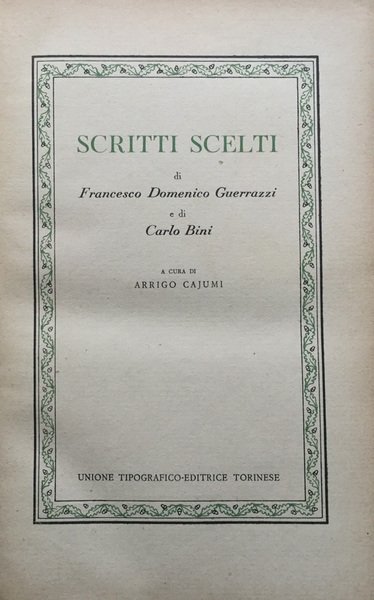 SCRITTI SCELTI
di
Francesco Domenico Guerrazzi
e di
Carlo Bini
A CURA DI
ARRIGO CAJUMI
UNIONE TIPOGRAFICO-EDITRICE TORINESE